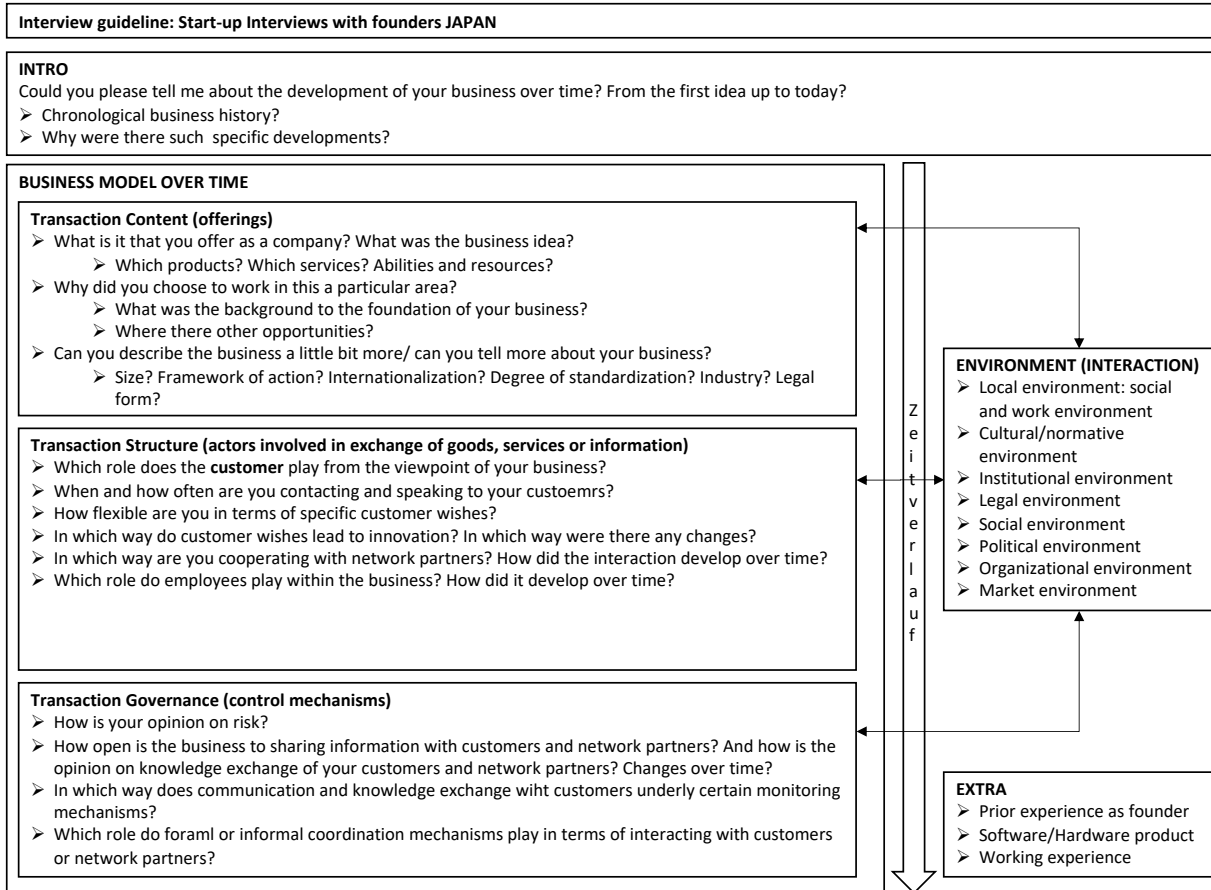 Interview guideline: Start-up Interviews with founders JAPAN
INTRO
Could you please tell me about the development of your business over time? From the first idea up to today?
➢ Chronological business history?
➢ Why were there such specific developments?
BUSINESS MODEL OVER TIME
Transaction Content (offerings)
➢ What is it that you offer as a company? What was the business idea?
➢ Which products? Which services? Abilities and resources?
➢ Why did you choose to work in this a particular area?
➢ What was the background to the foundation of your business?
➢ Where there other opportunities?
➢ Can you describe the business a little bit more/ can you tell more about your business?
➢ Size? Framework of action? Internationalization? Degree of standardization? Industry? Legal
form?
Transaction Structure (actors involved in exchange of goods, services or information)
➢ Which role does the customer play from the viewpoint of your business?
➢ When and how often are you contacting and speaking to your custoemrs?
➢ How flexible are you in terms of specific customer wishes?
➢ In which way do customer wishes lead to innovation? In which way were there any changes?
➢ In which way are you cooperating with network partners? How did the interaction develop over time?
➢ Which role do employees play within the business? How did it develop over time?
Transaction Governance (control mechanisms)
➢ How is your opinion on risk?
➢ How open is the business to sharing information with customers and network partners? And how is the
opinion on knowledge exchange of your customers and network partners? Changes over time?
➢ In which way does communication and knowledge exchange wiht customers underly certain monitoring
mechanisms?
➢ Which role do foraml or informal coordination mechanisms play in terms of interacting with customers
or network partners?
Zeitverlauf
ENVIRONMENT (INTERACTION)
➢ Local environment: social
and work environment
➢ Cultural/normative
environment
➢ Institutional environment
➢ Legal environment
➢ Social environment
➢ Political environment
➢ Organizational environment
➢ Market environment
EXTRA
➢ Prior experience as founder
➢ Software/Hardware product
➢ Working experience